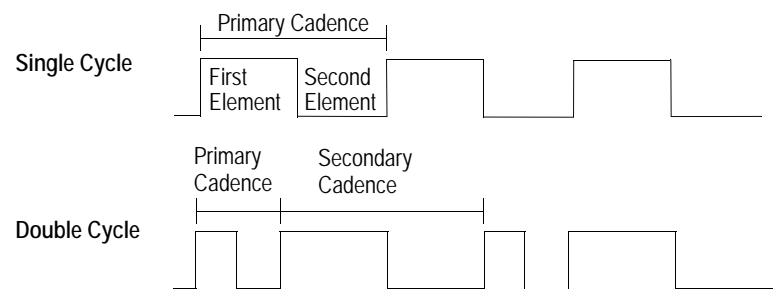 Primary Cadence
Single Cycle
First
Element
Second
Element
Primary
Cadence
Secondary
Cadence
Double Cycle